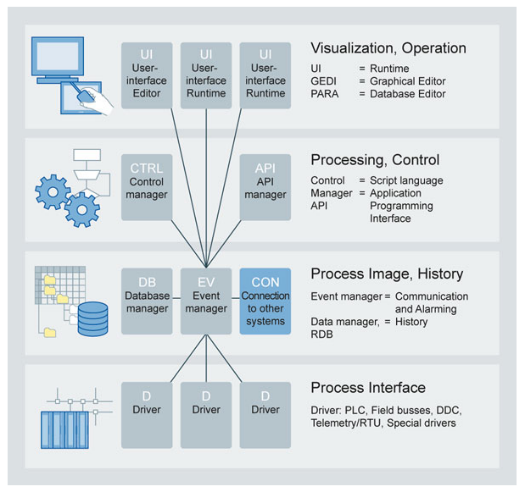 UI
User-
interface
Editor
UI
User-
interface
Runtime
UI
User-
interface
Runtime
Visualization, Operation
UI = Runtime
GEDI = Graphical Editor
PARA = Database Editor
CTRL
Control
manager
API
API
manager
Processing, Control
Control = Script language
Manager = Application
API Programming
Interface
DB
Database
manager
EV
Event
manager
CON
Connection
to other
systems
Process Image, History
Event manager = Communication
and Alarming
Data manager, = History
RDB
D
Driver
D
Driver
D
Driver
Process Interface
Driver: PLC, Field busses, DDC,
Telemetry/RTU, Special drivers